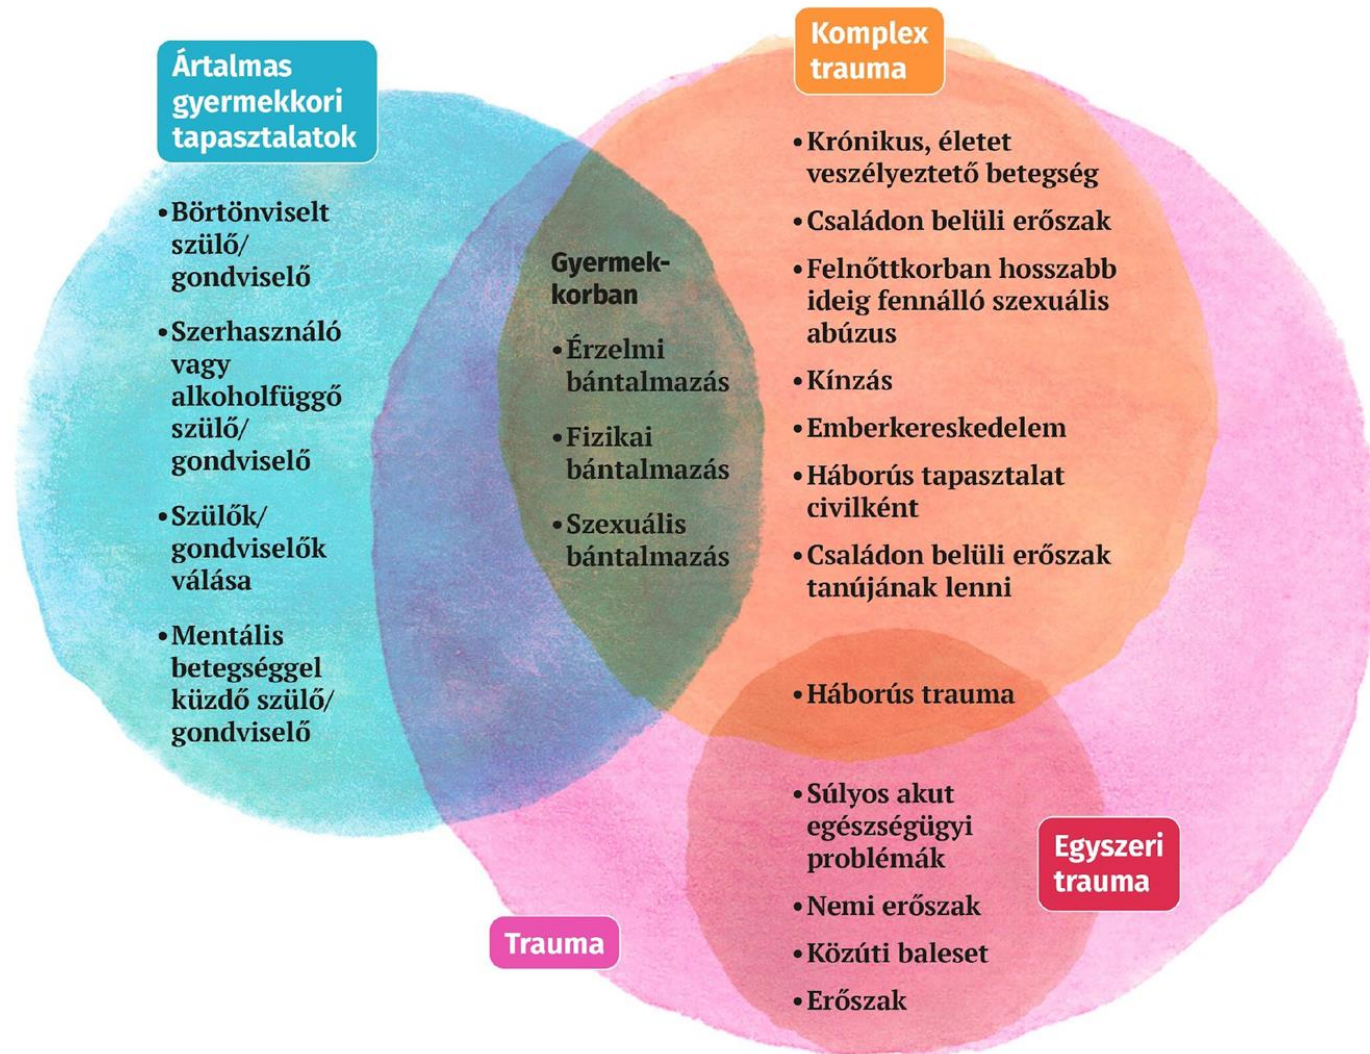 Ártalmas
gyermekkori
tapasztalatok
•Börtönviselt
szülő/
gondviselő
•Szerhasználó
vagy
alkoholfüggő
szülő/
gondviselő
•Szülők/
gondviselők
válása
•Mentális
betegséggel
küzdő szülő/
gondviselő
Gyermek-
korban
•Érzelmi
bántalmazás
•Fizikai
bántalmazás
•Szexuális
bántalmazás
Komplex
trauma
•Krónikus, életet
veszélyeztető betegség
•Családon belüli erőszak
•Felnőttkorban hosszabb
ideig fennálló szexuális
abúzus
•Kínzás
•Emberkereskedelem
•Háborús tapasztalat
civilként
•Családon belüli erőszak
tanújának lenni
•Háborús trauma
•Súlyos akut
egészségügyi
problémák
•Nemi erőszak
•Közúti baleset
•Erőszak
Egyszeri
trauma
Trauma